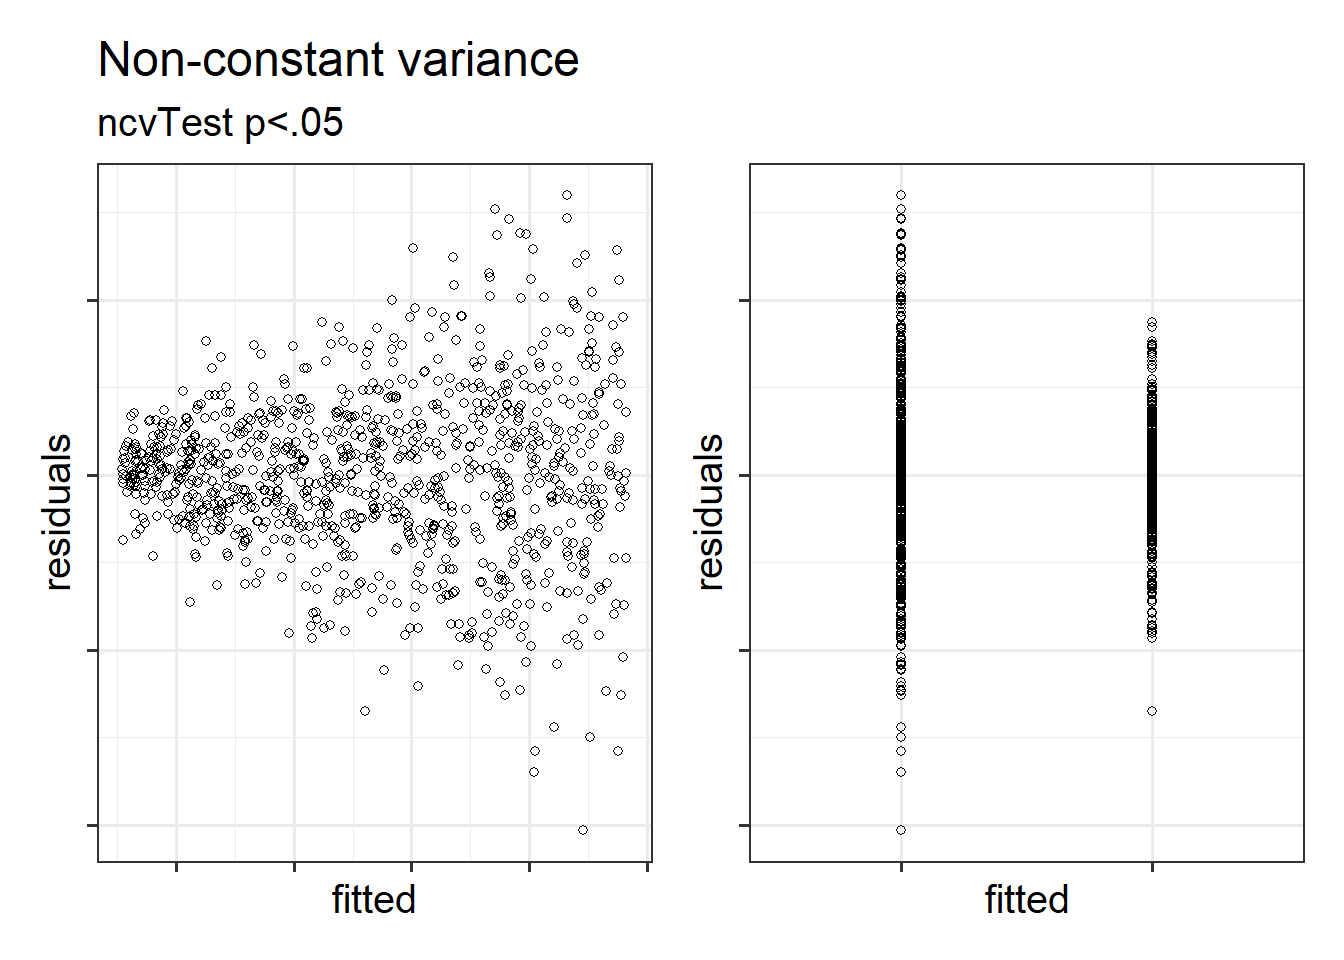 Non-constant variance
ncvTest p<.05
residuals
fitted
residuals
fitted